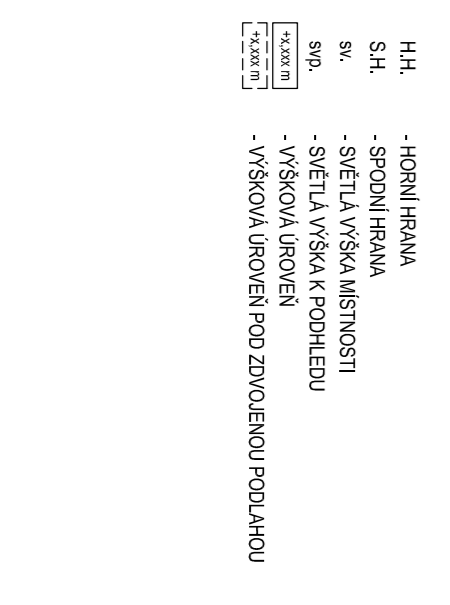 H.H. - HORNÍ HRANA
S.H. - SPODNÍ HRANA
sv. - SVĚTLÁ VÝŠKA MÍSTNOSTI
svp. - SVĚTLÁ VÝŠKA K PODHLEDU
+x,xxx m - VÝŠKOVÁ ÚROVEŇ
+x,xxx m - VÝŠKOVÁ ÚROVEŇ POD ZDVOJENOU PODLAHOU